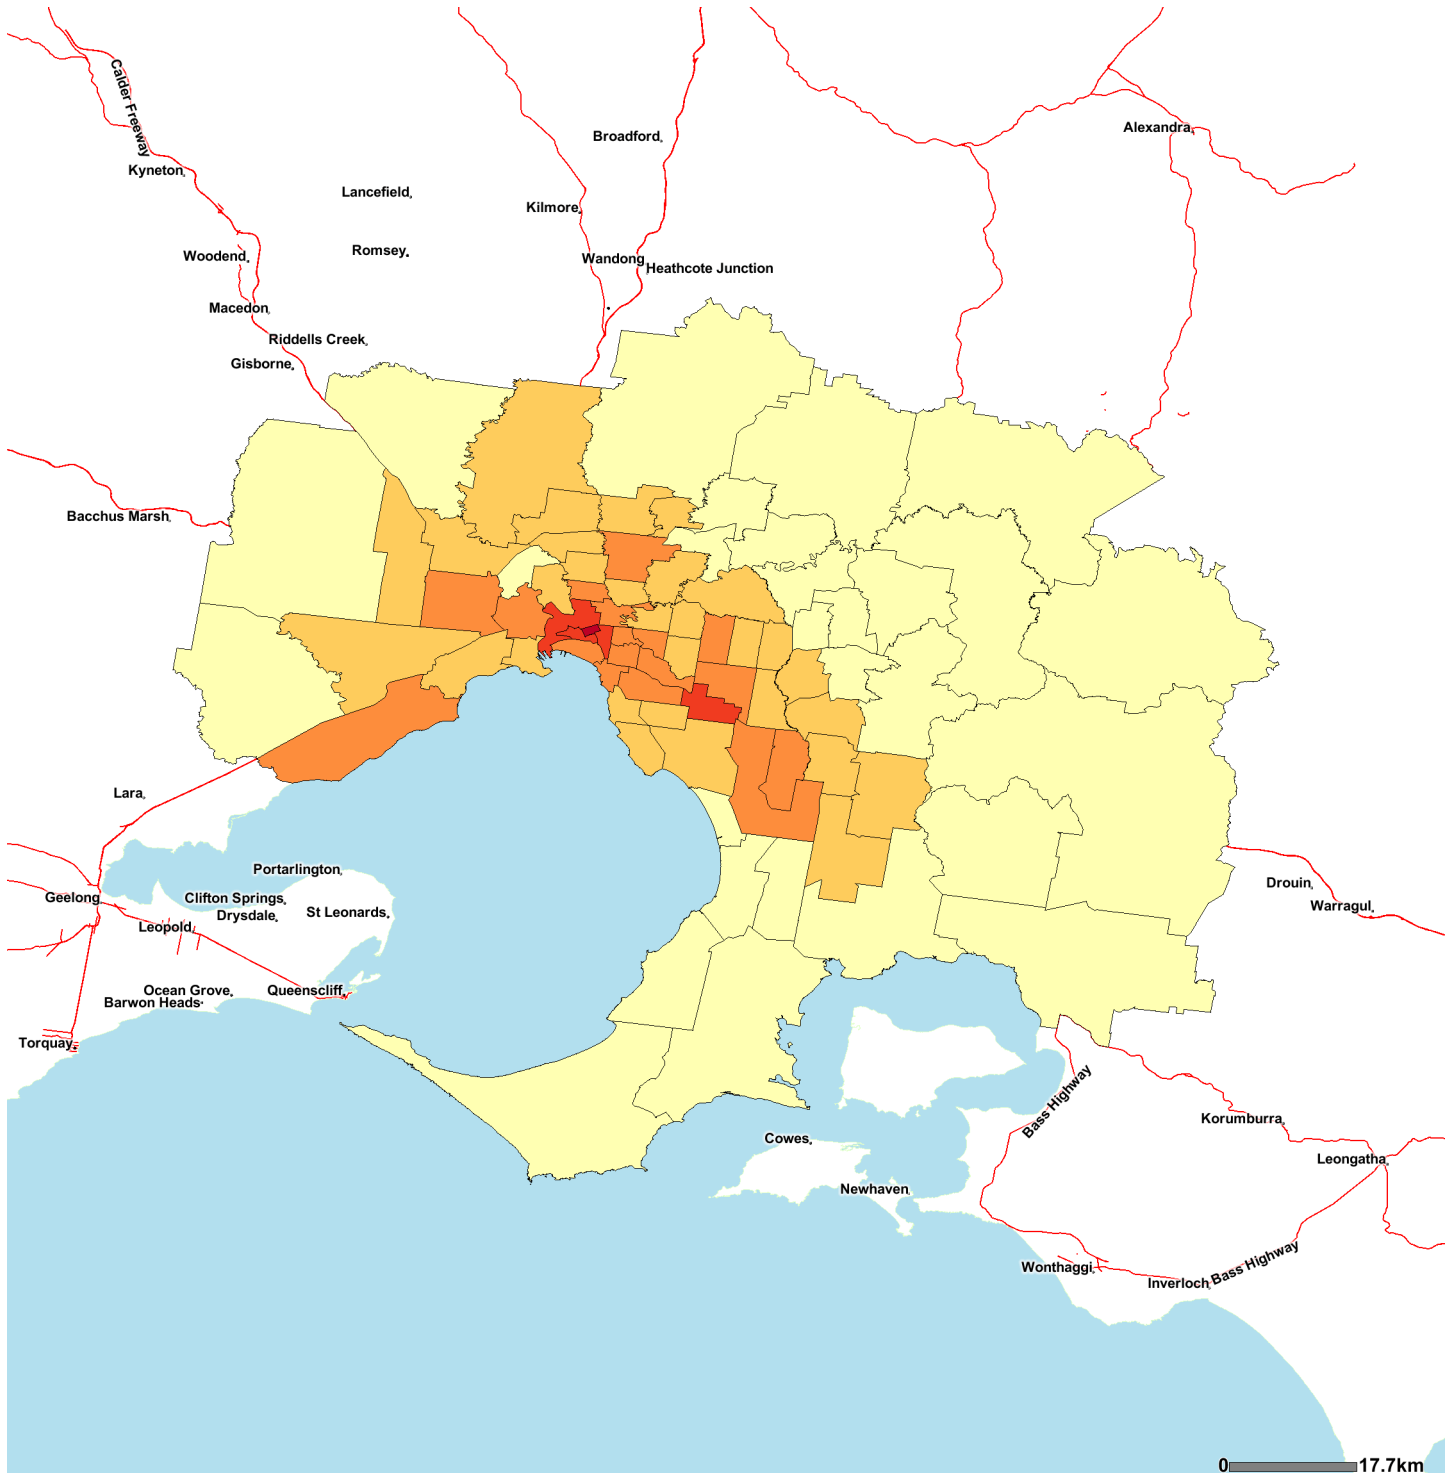 Calder Freeway
Alexandra
Broadford
Kyneton
Lancefield
Kilmore
Romsey
Woodend
Wandong
Heathcote Junction
Macedon
Riddells Creek
Gisborne
Bacchus Marsh
Lara
Portarlington
Drouin
Geelong
Clifton Springs
Warragul
Drysdale
St Leonards
Leopold
Ocean Grove
Queenscliff
Barwon Heads
Torquay
Bass Highway
Korumburra
Cowes
Leongatha
Newhaven
Bass Highway
Wonthaggi
Inverloch
0 17.7km